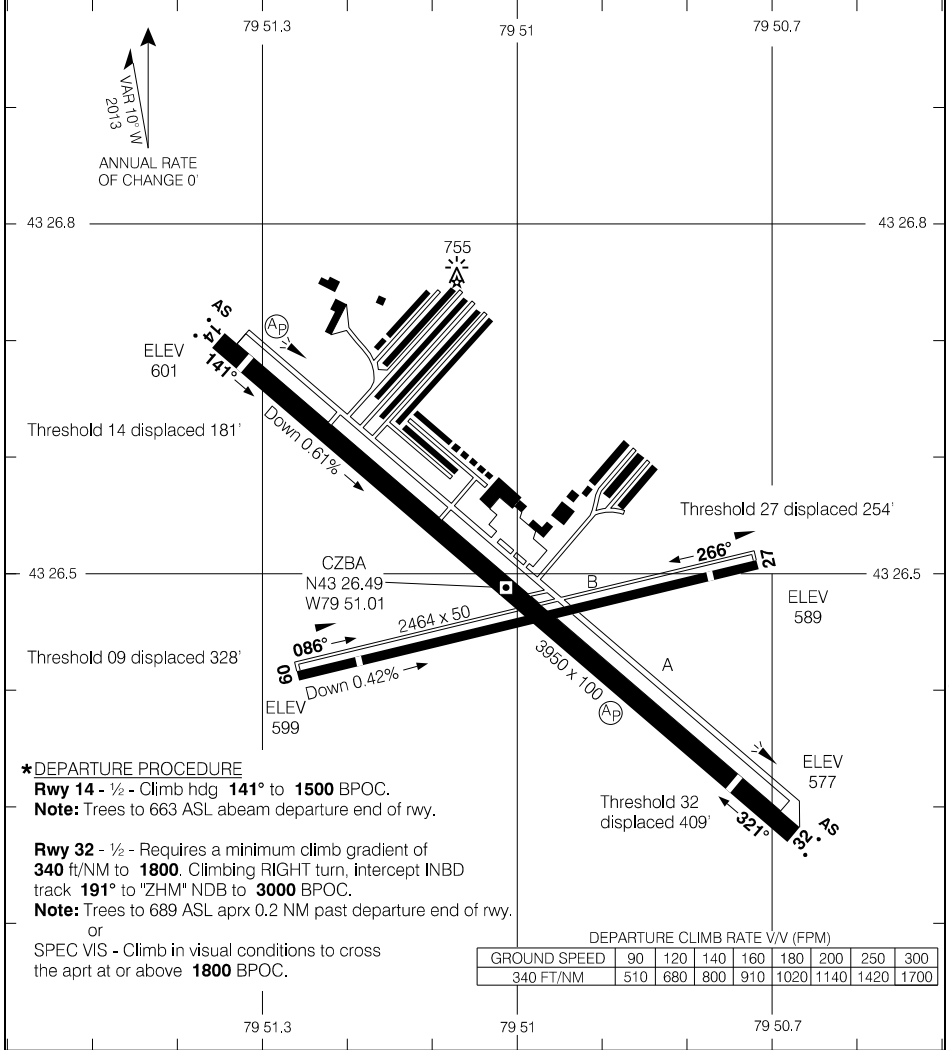 79 51.3
79 51
79 50.7
VAR 10° W
2013
ANNUAL RATE
OF CHANGE 0'
43 26.8
43 26.8
755
AS
14
141°
AP
ELEV
601
Threshold 14 displaced 181'
Down 0.61%
Threshold 27 displaced 254'
266°
27
CZBA
N43 26.49
W79 51.01
B
43 26.5
ELEV
589
2464 x 50
086°
Threshold 09 displaced 328'
09
Down 0.42%
3950 x 100
AP
A
ELEV
599
ELEV
577
Threshold 32
displaced 409'
321°
32
AS
*DEPARTURE PROCEDURE
Rwy 14 - ½ - Climb hdg 141° to 1500 BPOC.
Note: Trees to 663 ASL abeam departure end of rwy.
Rwy 32 - ½ - Requires a minimum climb gradient of
340 ft/NM to 1800. Climbing RIGHT turn, intercept INBD
track 191° to "ZHM" NDB to 3000 BPOC.
Note: Trees to 689 ASL aprx 0.2 NM past departure end of rwy.
or
SPEC VIS - Climb in visual conditions to cross
the aprt at or above 1800 BPOC.
DEPARTURE CLIMB RATE V/V (FPM)
GROUND SPEED 90 120 140 160 180 200 250 300
340 FT/NM 510 680 800 910 1020 1140 1420 1700
79 51.3
79 51
79 50.7